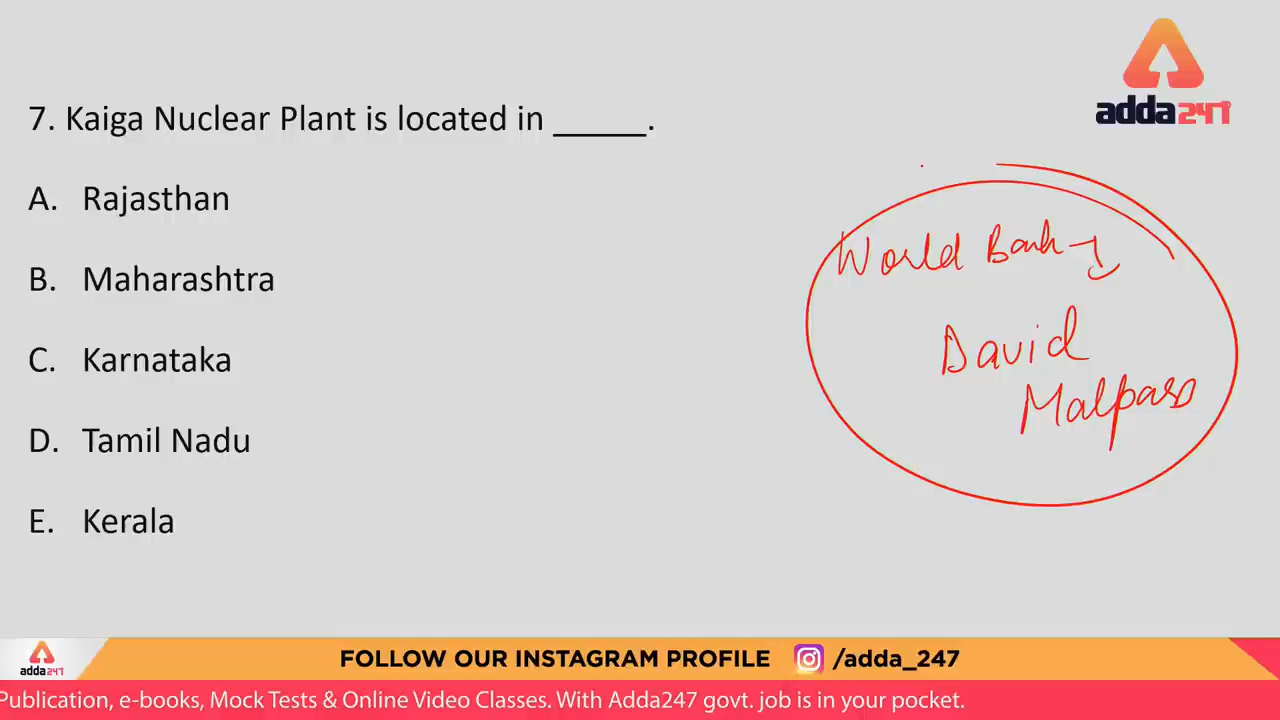 adda247
7. Kaiga Nuclear Plant is located in _____.
A. Rajasthan
B. Maharashtra
C. Karnataka
D. Tamil Nadu
E. Kerala
World Bank →
David
Malpass
adda247
FOLLOW OUR INSTAGRAM PROFILE /adda_247
Publication, e-books, Mock Tests & Online Video Classes. With Adda247 govt. job is in your pocket.